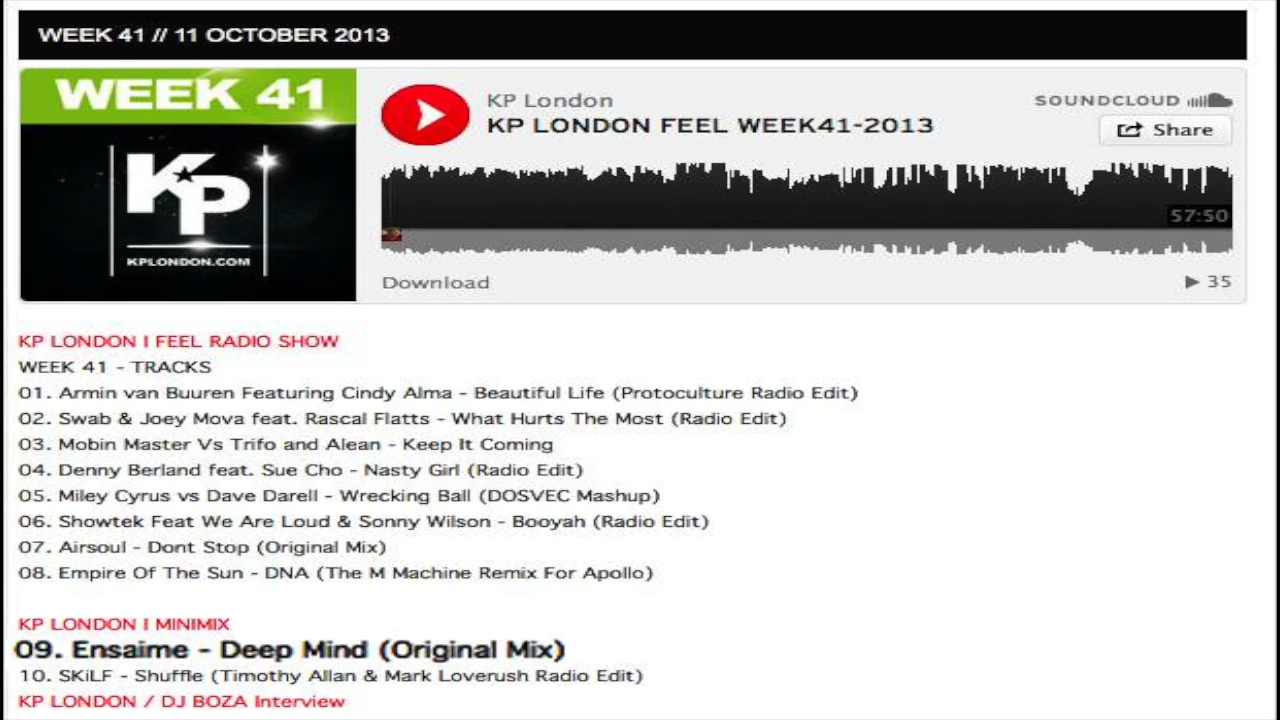 WEEK 41 // 11 OCTOBER 2013
WEEK 41
KP
KPLONDON.COM
KP London
KP LONDON FEEL WEEK41-2013
SOUNDCLOUD
Share
57:50
Download
35
KP LONDON I FEEL RADIO SHOW
WEEK 41 - TRACKS
01. Armin van Buuren Featuring Cindy Alma - Beautiful Life (Protoculture Radio Edit)
02. Swab & Joey Mova feat. Rascal Flatts - What Hurts The Most (Radio Edit)
03. Mobin Master Vs Trifo and Alean - Keep It Coming
04. Denny Berland feat. Sue Cho - Nasty Girl (Radio Edit)
05. Miley Cyrus vs Dave Darell - Wrecking Ball (DOSVEC Mashup)
06. Showtek Feat We Are Loud & Sonny Wilson - Booyah (Radio Edit)
07. Airsoul - Dont Stop (Original Mix)
08. Empire Of The Sun - DNA (The M Machine Remix For Apollo)
KP LONDON I MINIMIX
09. Ensaime - Deep Mind (Original Mix)
10. SKiLF - Shuffle (Timothy Allan & Mark Loverush Radio Edit)
KP LONDON / DJ BOZA Interview